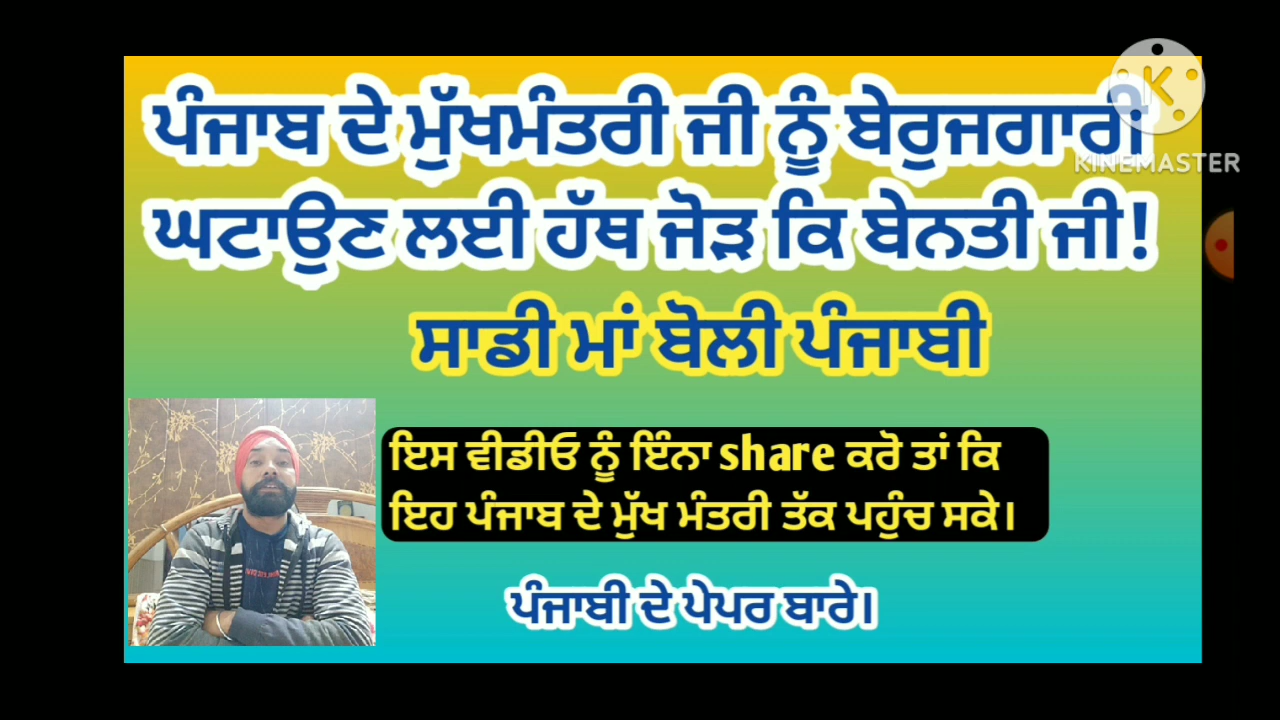 ਪੰਜਾਬ ਦੇ ਮੁੱਖਮੰਤਰੀ ਜੀ ਨੂੰ ਬੇਰੁਜਗਾਰੀ
KINEMASTER
ਘਟਾਉਣ ਲਈ ਹੱਥ ਜੋੜ ਕਿ ਬੇਨਤੀ ਜੀ!
ਸਾਡੀ ਮਾਂ ਬੋਲੀ ਪੰਜਾਬੀ
ਇਸ ਵੀਡੀਓ ਨੂੰ ਇੰਨਾ share ਕਰੋ ਤਾਂ ਕਿ
ਇਹ ਪੰਜਾਬ ਦੇ ਮੁੱਖ ਮੰਤਰੀ ਤੱਕ ਪਹੁੰਚ ਸਕੇ।
ਪੰਜਾਬੀ ਦੇ ਪੇਪਰ ਬਾਰੇ।